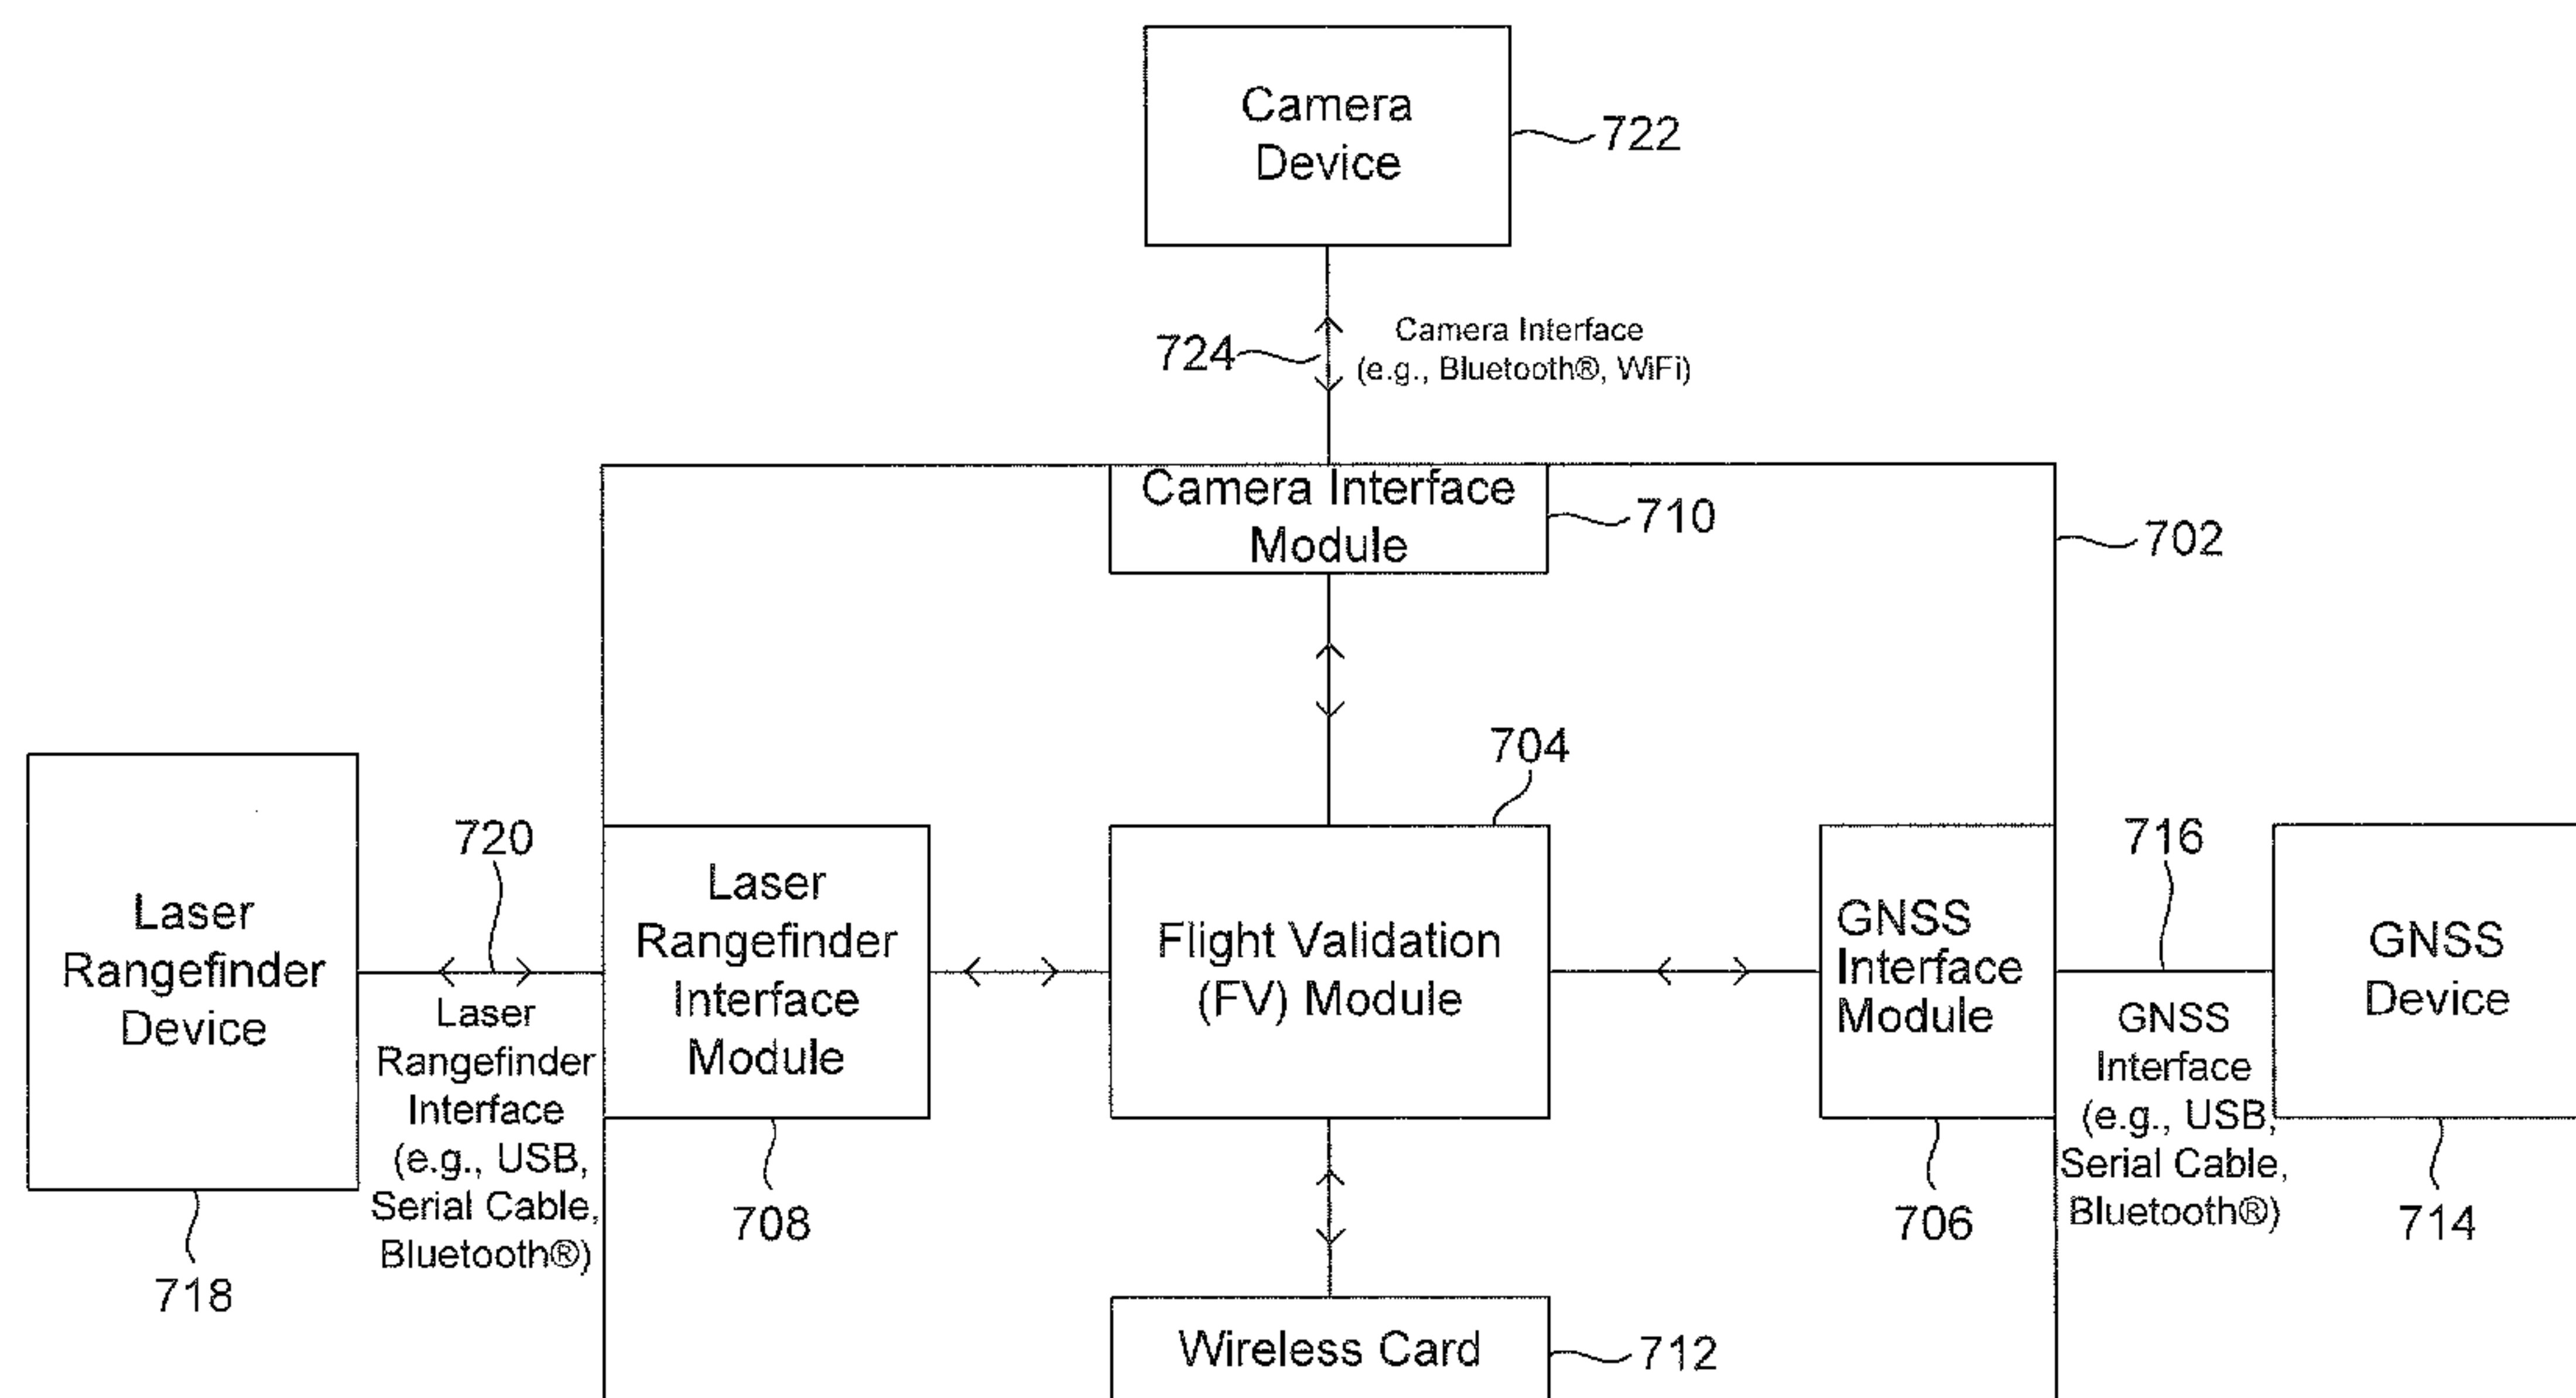 Camera
Device
722
724
Camera Interface
(e.g., Bluetooth®, WiFi)
Camera Interface
Module
710
702
704
Laser
Rangefinder
Device
718
720
Laser
Rangefinder
Interface
(e.g., USB,
Serial Cable,
Bluetooth®)
Laser
Rangefinder
Interface
Module
708
Flight Validation
(FV) Module
GNSS
Interface
Module
706
716
GNSS
Interface
(e.g., USB,
Serial Cable,
Bluetooth®)
GNSS
Device
714
Wireless Card
712